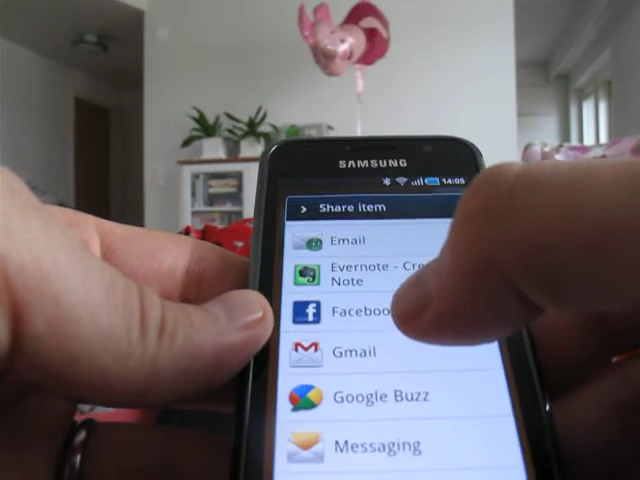 SAMSUNG
14:05
Share item
Email
Evernote - Cre
Note
Faceboo
Gmail
Google Buzz
Messaging